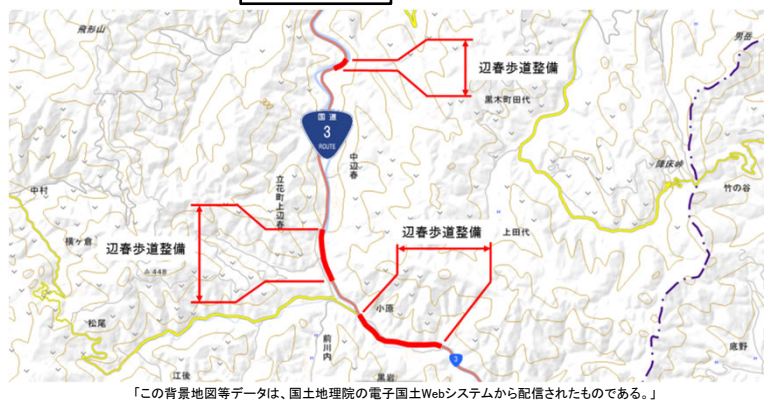 飛形山
男岳
辺春歩道整備
黒木町田代
国道
3
ROUTE
中辺春
立花町上辺春
障床峠
竹の谷
中村
横ヶ倉
辺春歩道整備
448
辺春歩道整備
上田代
小原
松尾
前川内
3
底野
江後
黒岩
「この背景地図等データは、国土地理院の電子国土Webシステムから配信されたものである。」